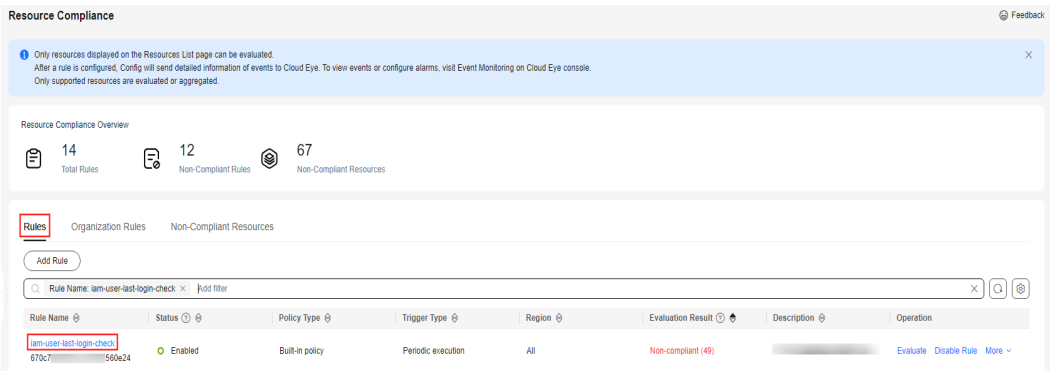 Resource Compliance
Feedback
Only resources displayed on the Resources List page can be evaluated.
After a rule is configured, Config will send detailed information of events to Cloud Eye. To view events or configure alarms, visit Event Monitoring on Cloud Eye console.
Only supported resources are evaluated or aggregated.
Resource Compliance Overview
14
Total Rules
12
Non-Compliant Rules
67
Non-Compliant Resources
Rules Organization Rules Non-Compliant Resources
Add Rule
Rule Name: iam-user-last-login-check × Add filter
Rule Name Status Policy Type Trigger Type Region Evaluation Result Description Operation
iam-user-last-login-check Enabled Built-in policy Periodic execution All Non-compliant (49) Evaluate Disable Rule More
670c7 560e24